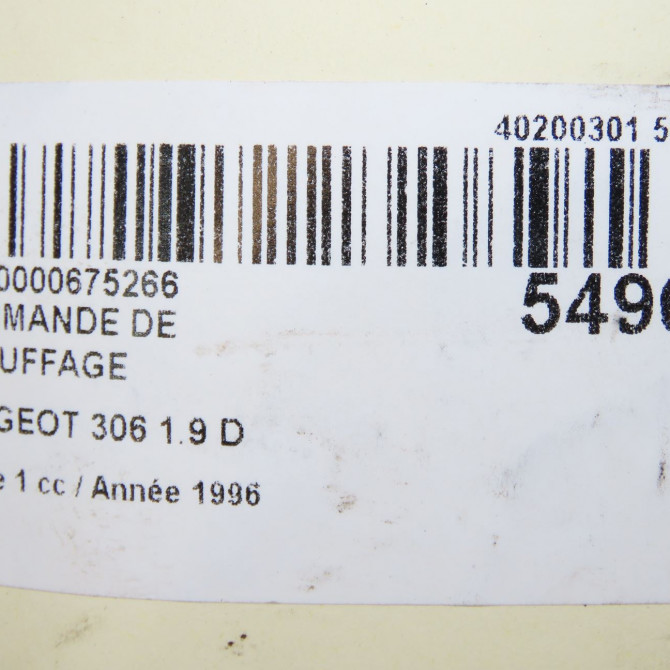 40200301 5
0000675266
5490
MANDE DE
UFFAGE
GEOT 306 1.9 D
e 1 cc / Année 1996